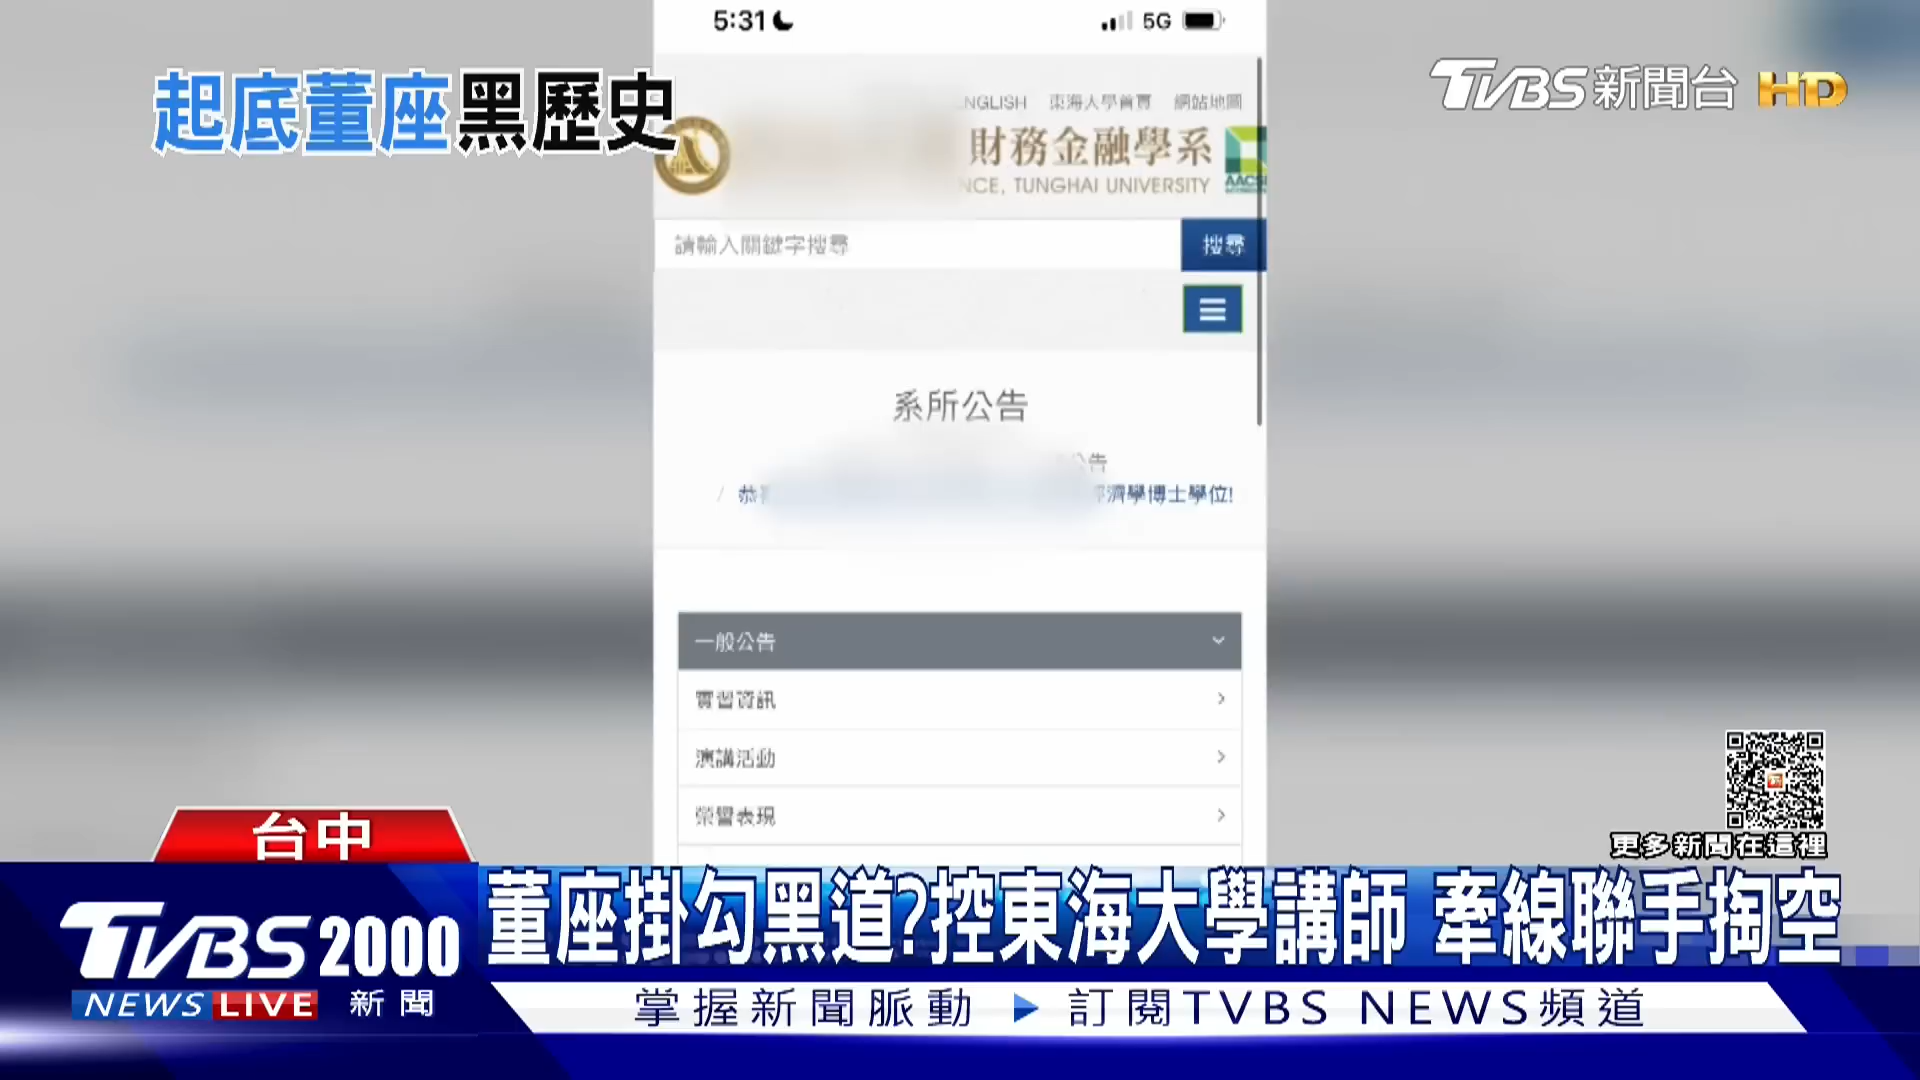 5:31
5G
起底董座黑歷史
TVBS新聞台 HD
NGLISH 東海大學首頁 網站地圖
財務金融學系
NCE, TUNGHAI UNIVERSITY
AACSB
請輸入關鍵字搜尋
搜尋
系所公告
公告
/ 恭 經濟學博士學位!
一般公告
實習資訊
演講活動
榮譽表現
更多新聞在這裡
台中
董座掛勾黑道?控東海大學講師 牽線聯手掏空
TVBS 2000
NEWS LIVE 新聞
掌握新聞脈動 ▶ 訂閱TVBS NEWS頻道